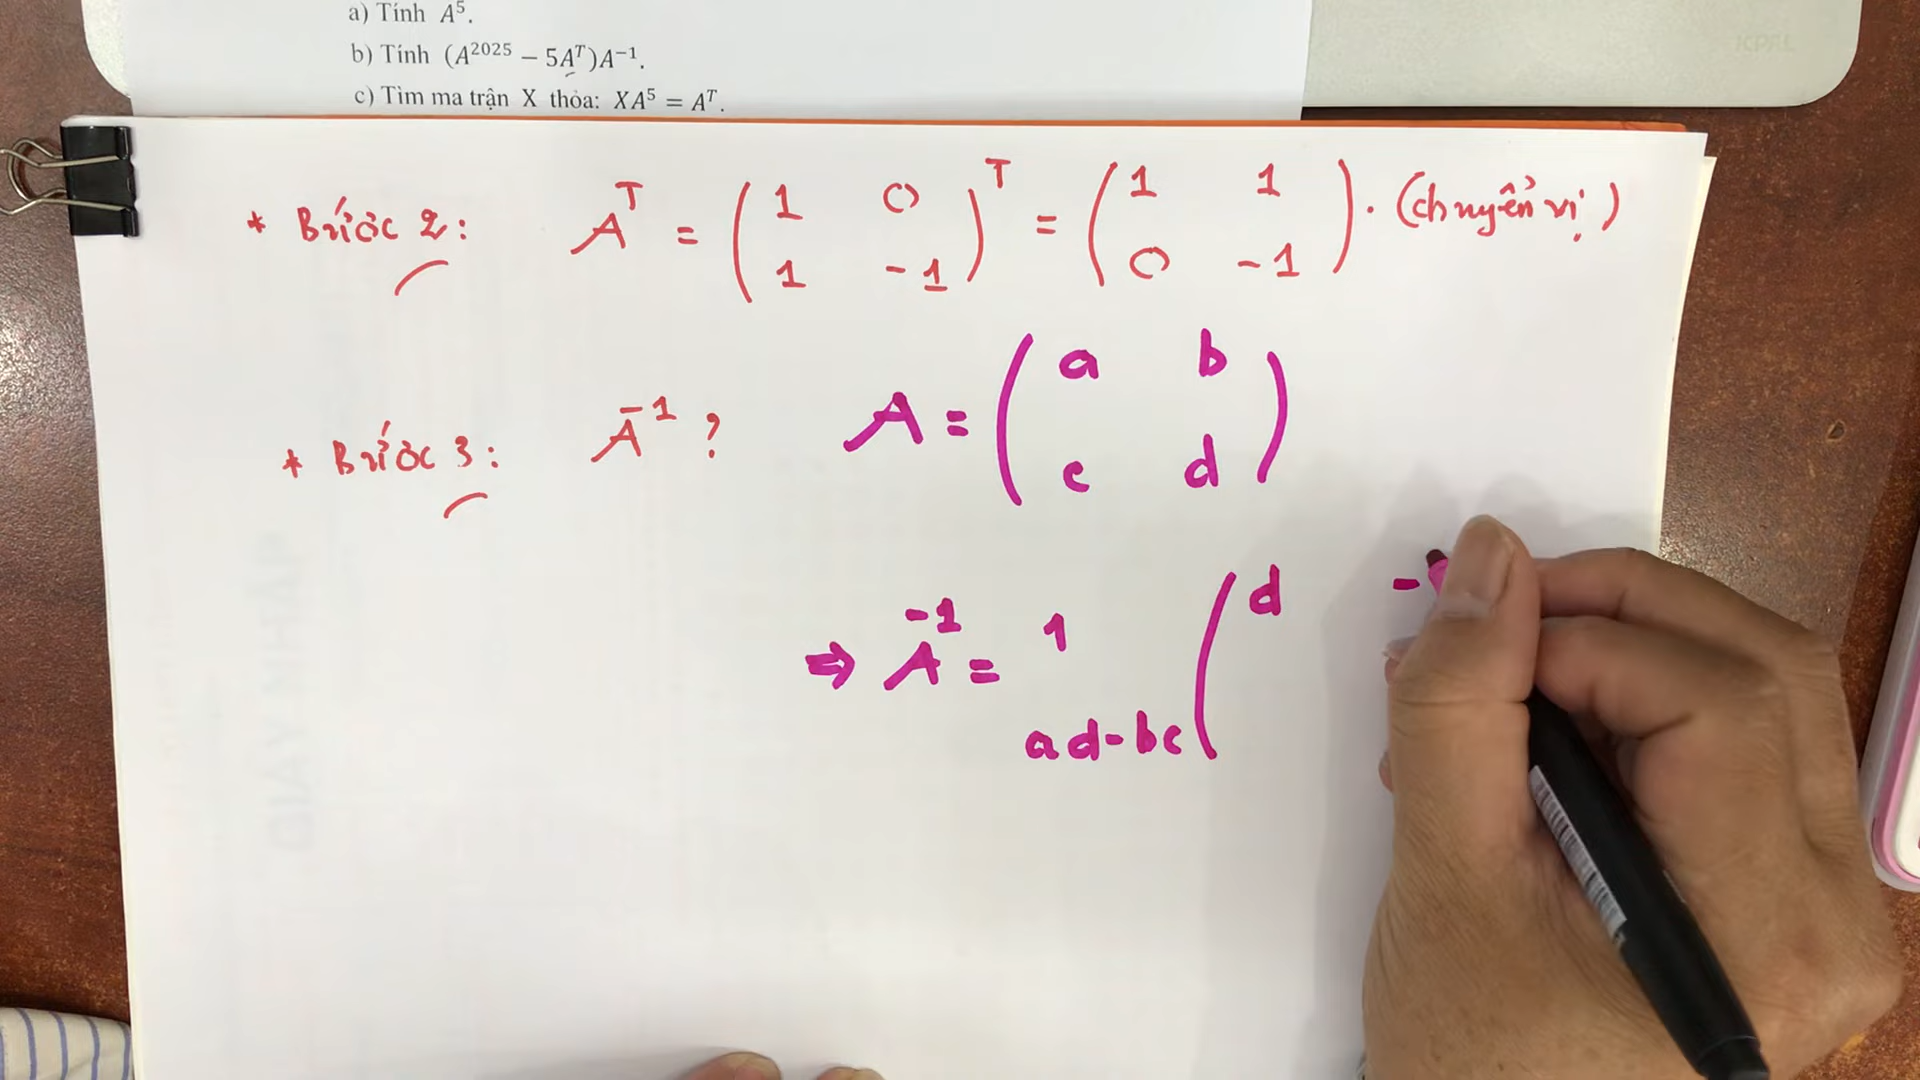 a) Tính A⁵.
b) Tính (A²⁰²⁵ − 5Aᵀ)A⁻¹.
c) Tìm ma trận X thỏa: XA⁵ = Aᵀ.
* Bước 2: Aᵀ = (1 0
1 -1)ᵀ = (1 1
0 -1). (chuyển vị)
* Bước 3: A⁻¹ ? A = (a b
c d)
⇒ A⁻¹ = 1
ad-bc (d -